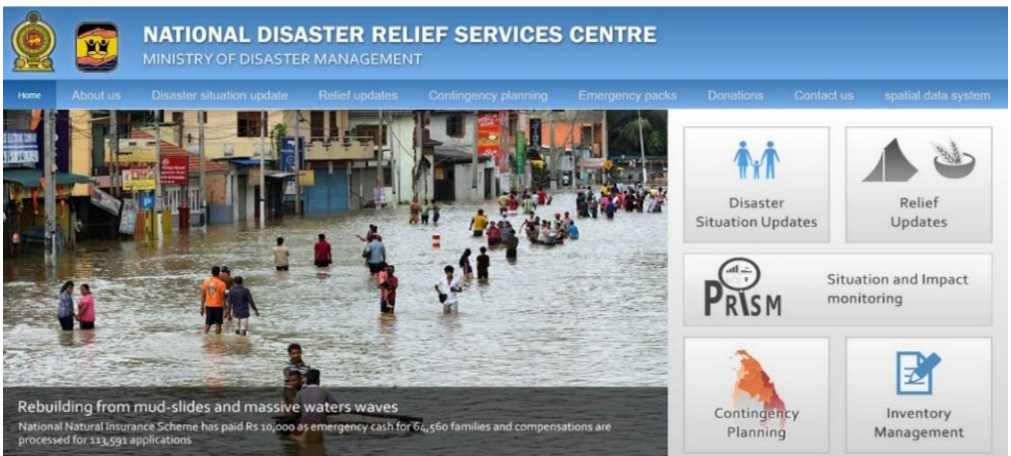 NATIONAL DISASTER RELIEF SERVICES CENTRE
MINISTRY OF DISASTER MANAGEMENT
Home About us Disaster situation update Relief updates Contingency planning Emergency packs Donations Contact us spatial data system
P
Rebuilding from mud-slides and massive waters waves
National Natural Insurance Scheme has paid Rs 10,000 as emergency cash for 64,560 families and compensations are
processed for 113,591 applications
Disaster
Situation Updates
Relief
Updates
PRISM
Situation and Impact
monitoring
Contingency
Planning
Inventory
Management